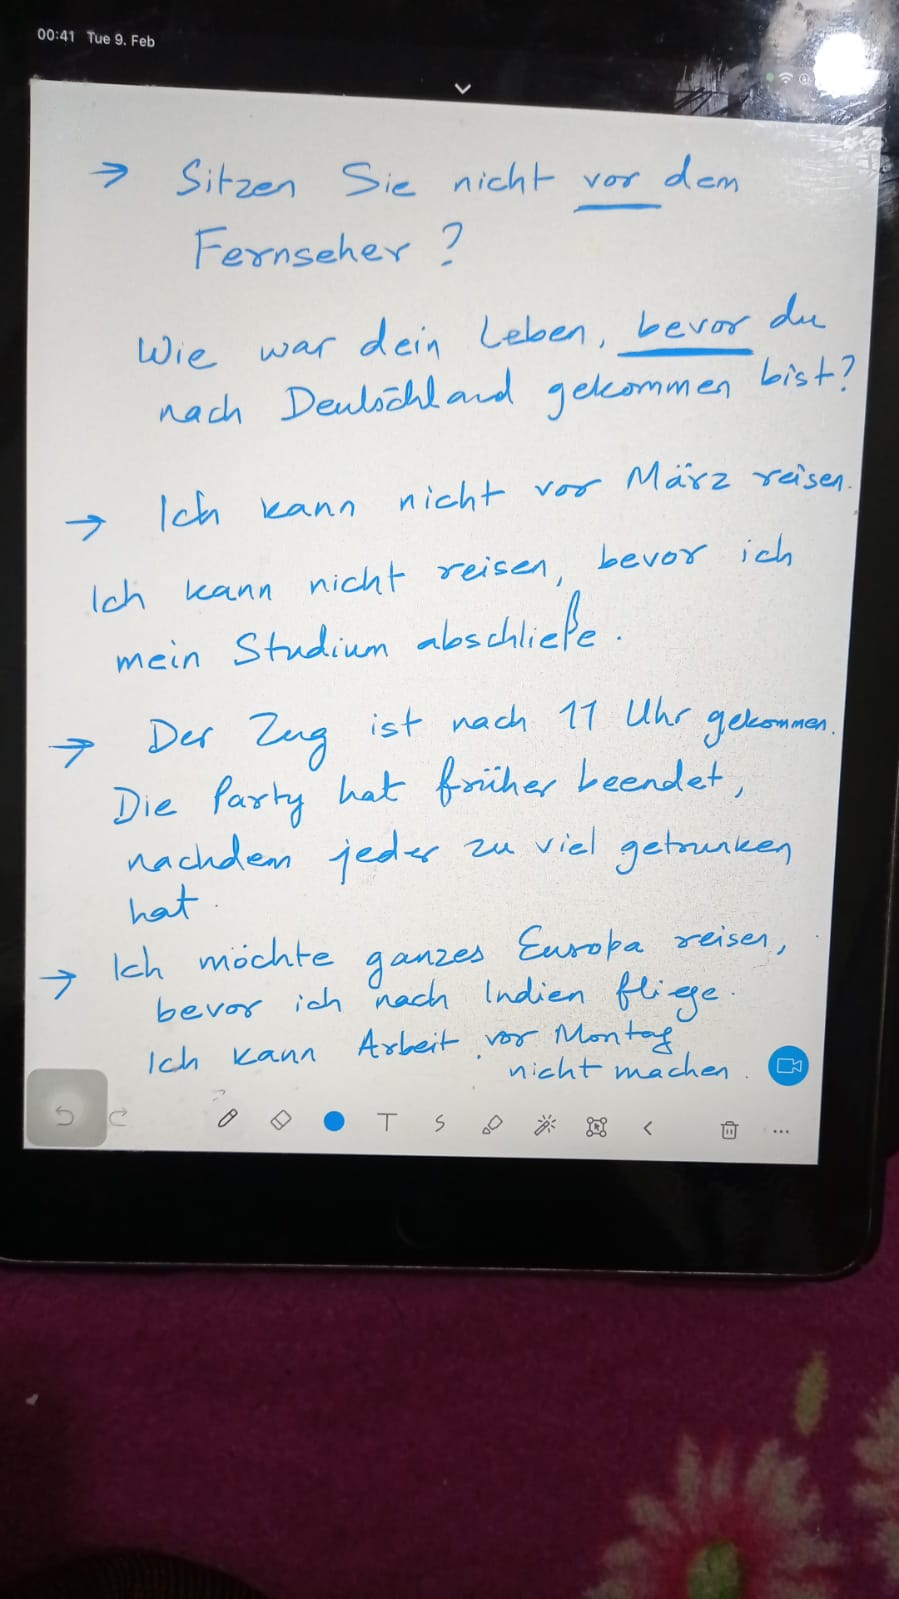 00:41 Tue 9. Feb
→ Sitzen Sie nicht vor dem
Fernseher ?
Wie war dein Leben, bevor du
nach Deutschland gekommen bist?
→ Ich kann nicht vor März reisen.
Ich kann nicht reisen, bevor ich
mein Studium abschließe.
→ Der Zug ist nach 11 Uhr gekommen.
Die Party hat früher beendet,
nachdem jeder zu viel getrunken
hat.
→ Ich möchte ganzes Europa reisen,
bevor ich nach Indien fliege.
Ich kann Arbeit vor Montag
nicht machen.
T